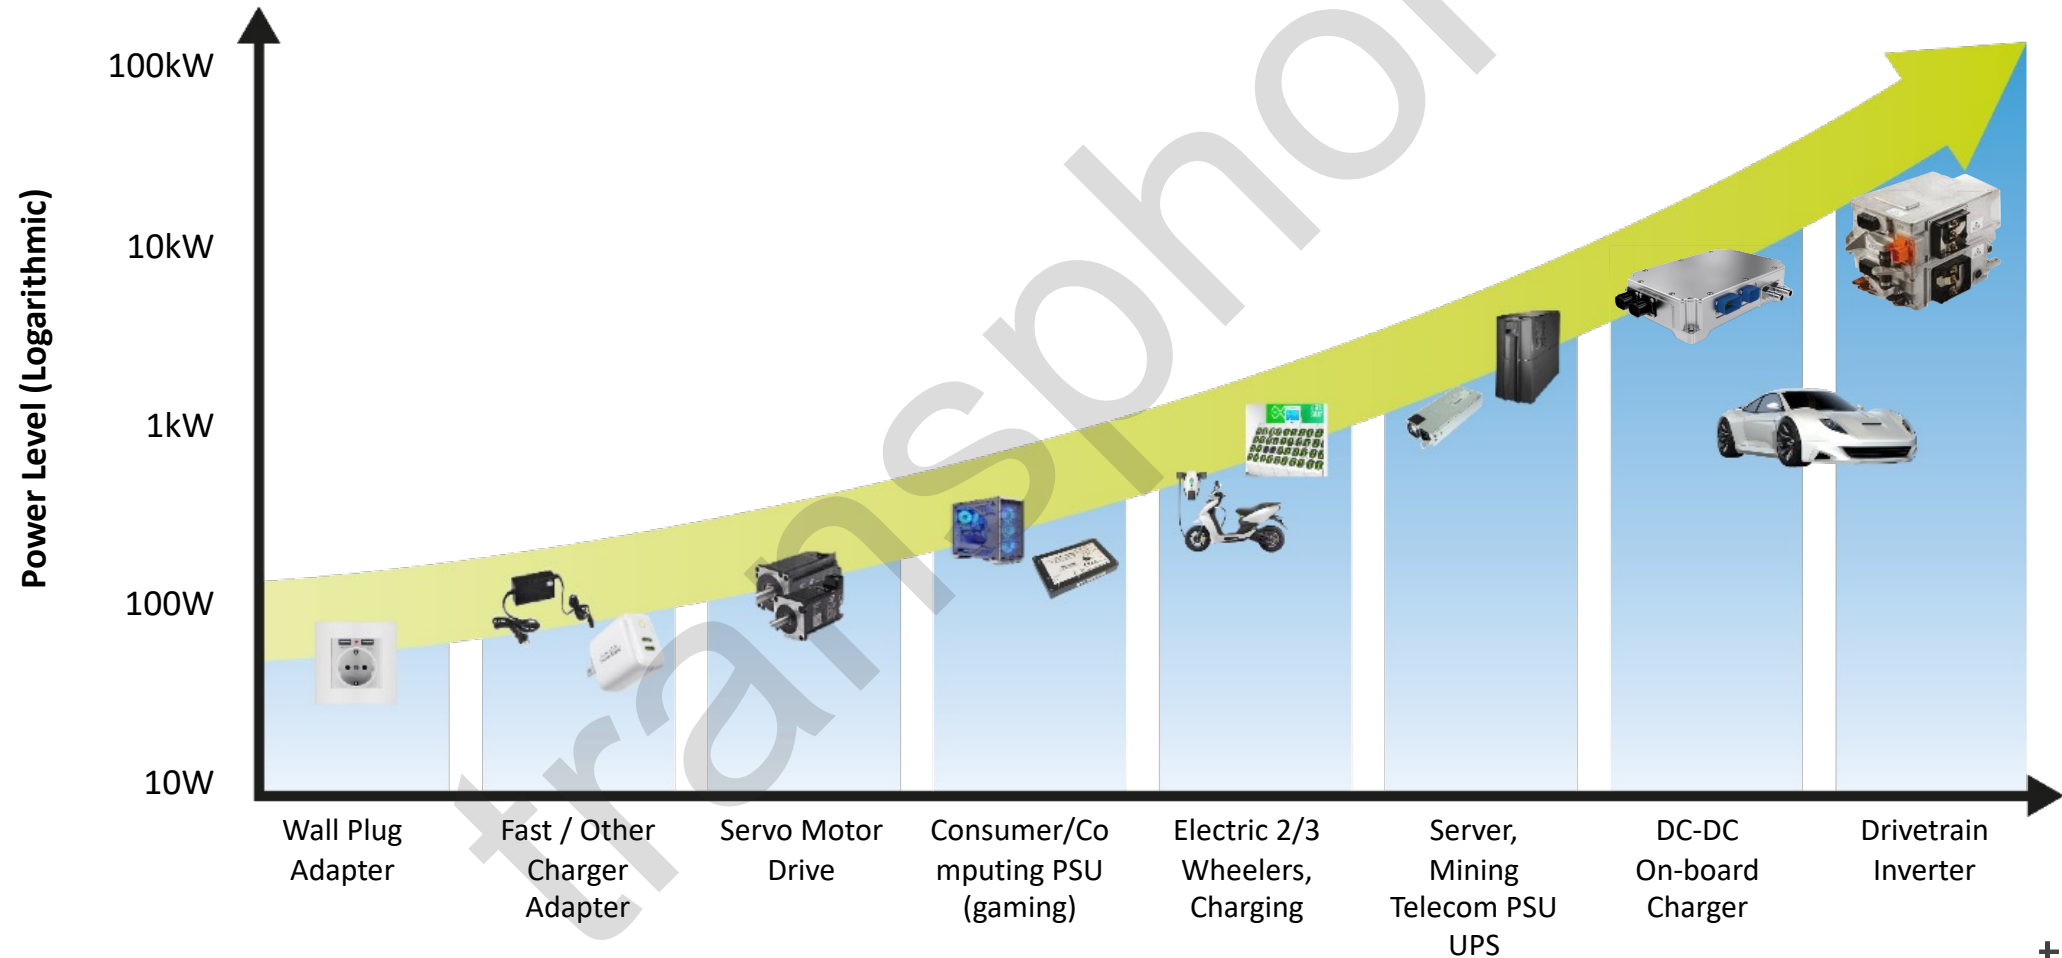 100kW
10kW
1kW
100W
10W
Power Level (Logarithmic)
transphor
Wall Plug
Adapter
Fast / Other
Charger
Adapter
Servo Motor
Drive
Consumer/Co
mputing PSU
(gaming)
Electric 2/3
Wheelers,
Charging
Server,
Mining
Telecom PSU
UPS
DC-DC
On-board
Charger
Drivetrain
Inverter
+